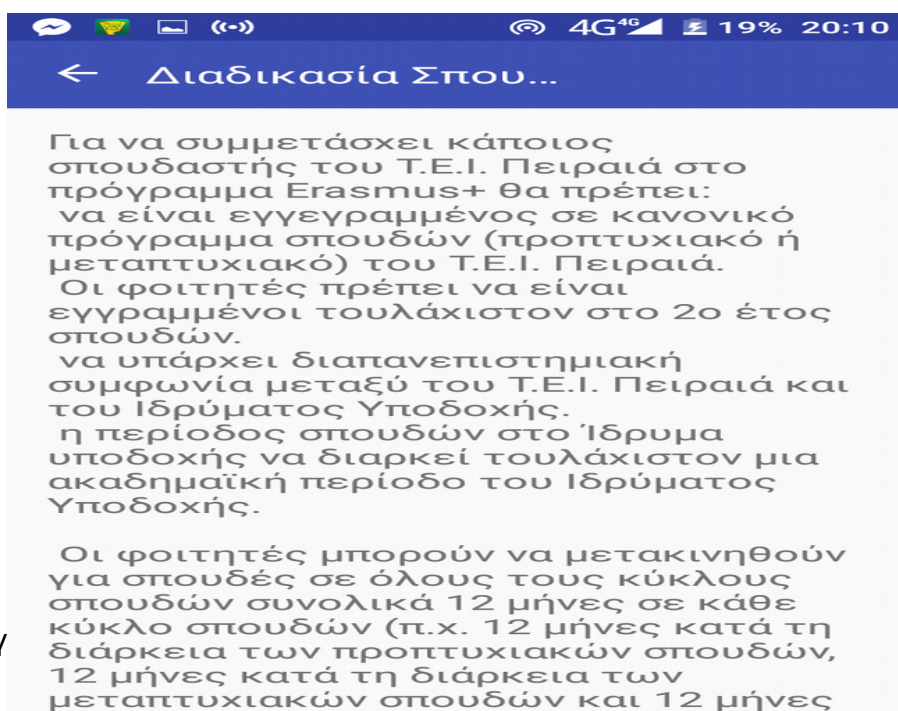 4G 4G 19% 20:10
← Διαδικασία Σπου...
Για να συμμετάσχει κάποιος
σπουδαστής του Τ.Ε.Ι. Πειραιά στο
πρόγραμμα Erasmus+ θα πρέπει:
να είναι εγγεγραμμένος σε κανονικό
πρόγραμμα σπουδών (προπτυχιακό ή
μεταπτυχιακό) του Τ.Ε.Ι. Πειραιά.
Οι φοιτητές πρέπει να είναι
εγγραμμένοι τουλάχιστον στο 2ο έτος
σπουδών.
να υπάρχει διαπανεπιστημιακή
συμφωνία μεταξύ του Τ.Ε.Ι. Πειραιά και
του Ιδρύματος Υποδοχής.
η περίοδος σπουδών στο Ίδρυμα
υποδοχής να διαρκεί τουλάχιστον μια
ακαδημαϊκή περίοδο του Ιδρύματος
Υποδοχής.
Οι φοιτητές μπορούν να μετακινηθούν
για σπουδές σε όλους τους κύκλους
σπουδών συνολικά 12 μήνες σε κάθε
κύκλο σπουδών (π.χ. 12 μήνες κατά τη
διάρκεια των προπτυχιακών σπουδών,
12 μήνες κατά τη διάρκεια των
μεταπτυχιακών σπουδών και 12 μήνες